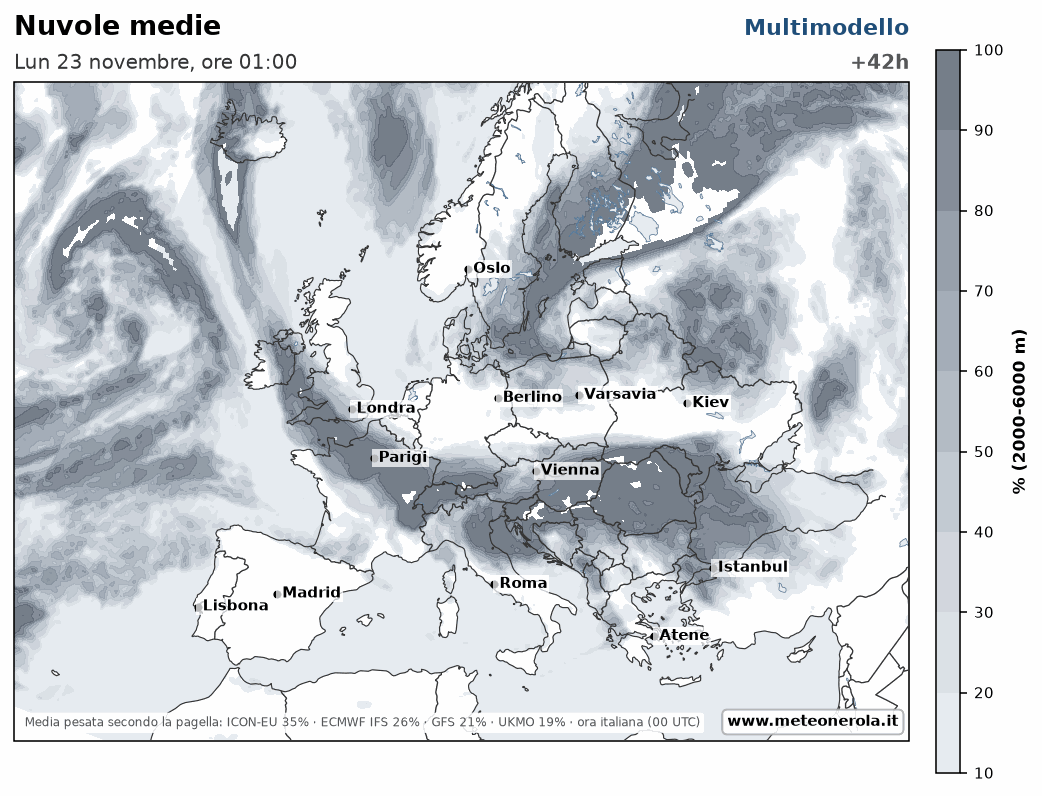 Nuvole medie
Multimodello
Lun 23 novembre, ore 01:00
+42h
100
90
80
70
60
50
40
30
20
10
% (2000-6000 m)
Oslo
Berlino
Varsavia
Kiev
Londra
Parigi
Vienna
Istanbul
Roma
Madrid
Lisbona
Atene
Media pesata secondo la pagella: ICON-EU 35% · ECMWF IFS 26% · GFS 21% · UKMO 19% · ora italiana (00 UTC)
www.meteonerola.it